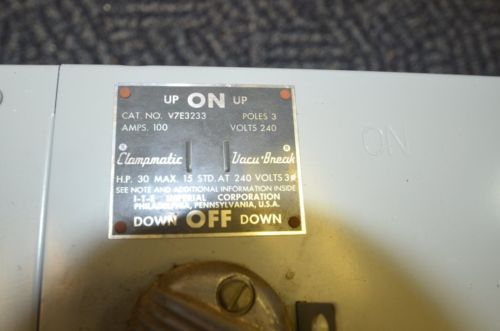 UP ON UP
CAT. NO. V7E3233 POLES 3
AMPS. 100 VOLTS 240
Clampmatic ® Vacu-Break ®
H.P. 30 MAX. 15 STD. AT 240 VOLTS 3ø
SEE NOTE AND ADDITIONAL INFORMATION INSIDE
I-T-E IMPERIAL CORPORATION
PHILADELPHIA, PENNSYLVANIA, U.S.A.
DOWN OFF DOWN
ON